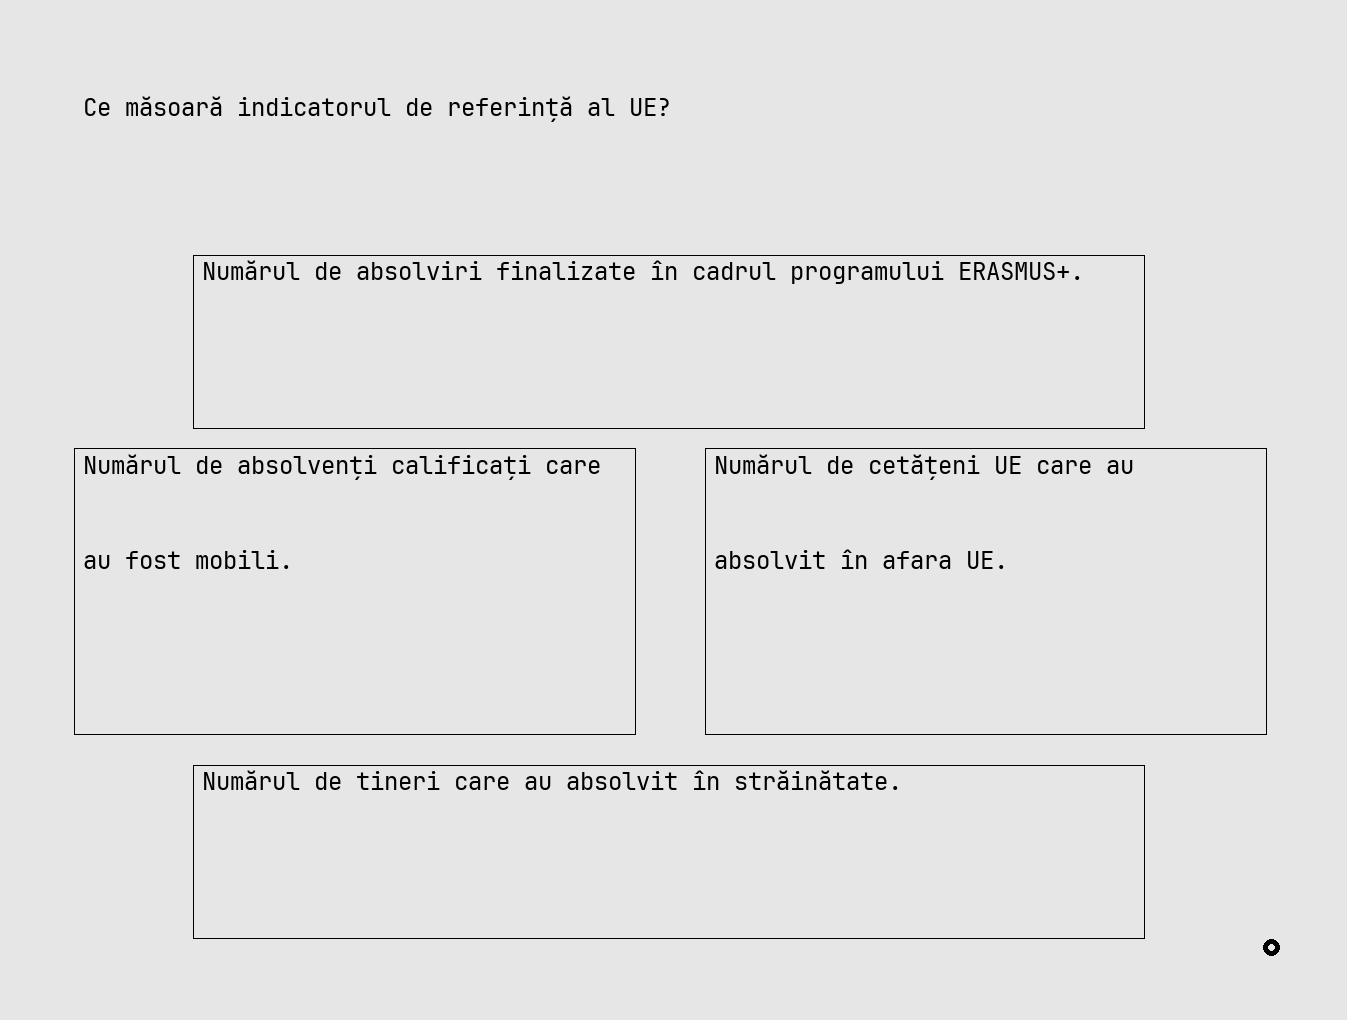 Ce măsoară indicatorul de referință al UE?
Numărul de absolviri finalizate în cadrul programului ERASMUS+.
Numărul de absolvenți calificați care
au fost mobili.
Numărul de cetățeni UE care au
absolvit în afara UE.
Numărul de tineri care au absolvit în străinătate.